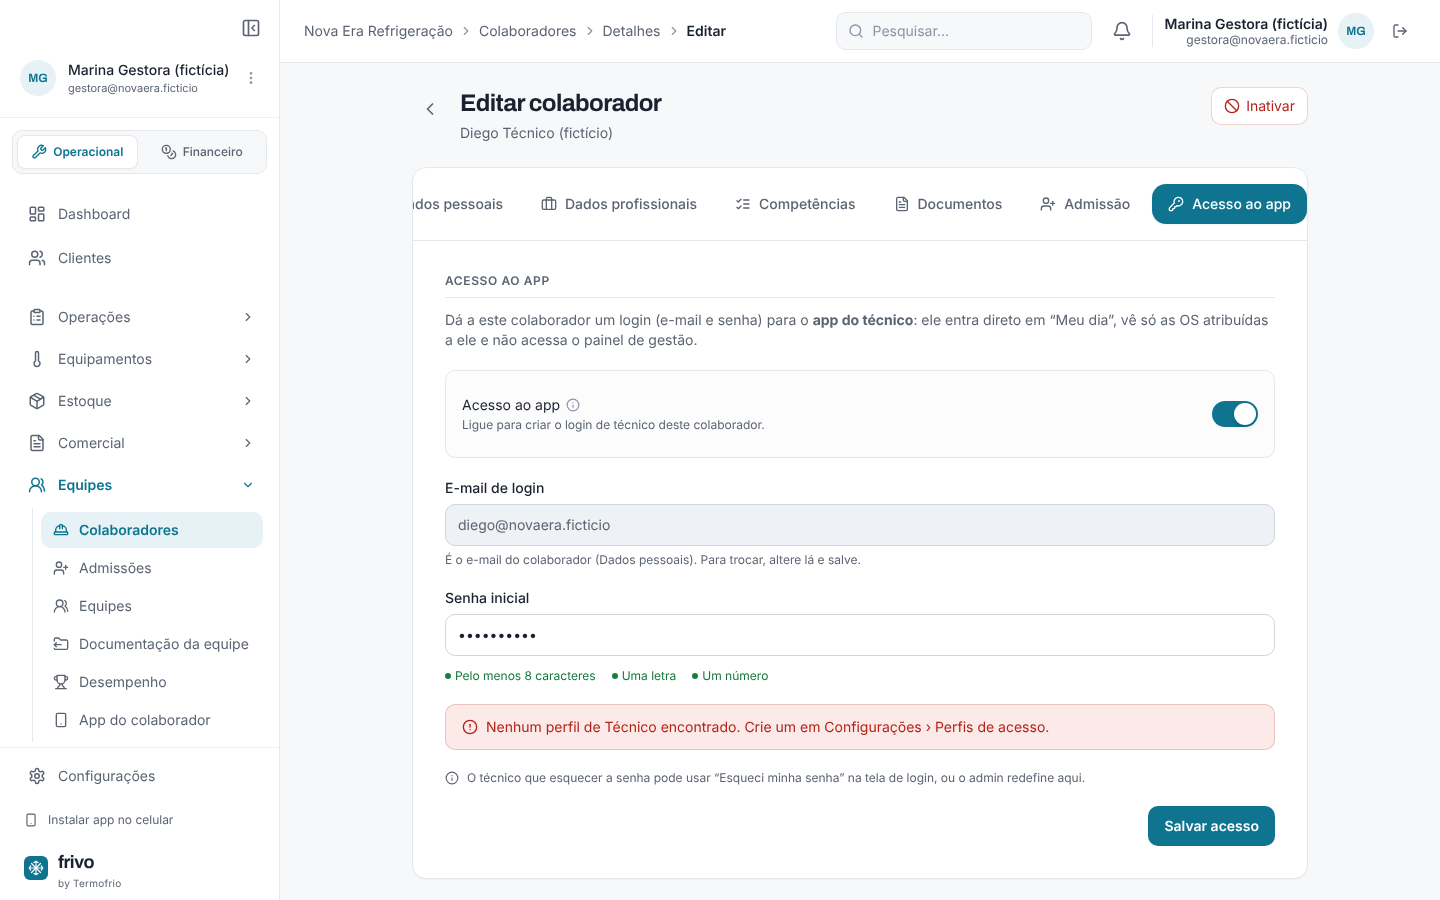 Marina Gestora (fictícia)
gestora@novaera.ficticio
MG
Operacional
Financeiro
Dashboard
Clientes
Operações
Equipamentos
Estoque
Comercial
Equipes
Colaboradores
Admissões
Equipes
Documentação da equipe
Desempenho
App do colaborador
Configurações
Instalar app no celular
frivo
by Termofrio
Nova Era Refrigeração > Colaboradores > Detalhes > Editar
Pesquisar...
Marina Gestora (fictícia)
gestora@novaera.ficticio
MG
Editar colaborador
Diego Técnico (fictício)
Inativar
dos pessoais
Dados profissionais
Competências
Documentos
Admissão
Acesso ao app
ACESSO AO APP
Dá a este colaborador um login (e-mail e senha) para o app do técnico: ele entra direto em “Meu dia”, vê só as OS atribuídas
a ele e não acessa o painel de gestão.
Acesso ao app
Ligue para criar o login de técnico deste colaborador.
E-mail de login
diego@novaera.ficticio
É o e-mail do colaborador (Dados pessoais). Para trocar, altere lá e salve.
Senha inicial
••••••••••
Pelo menos 8 caracteres
Uma letra
Um número
Nenhum perfil de Técnico encontrado. Crie um em Configurações › Perfis de acesso.
O técnico que esquecer a senha pode usar “Esqueci minha senha” na tela de login, ou o admin redefine aqui.
Salvar acesso